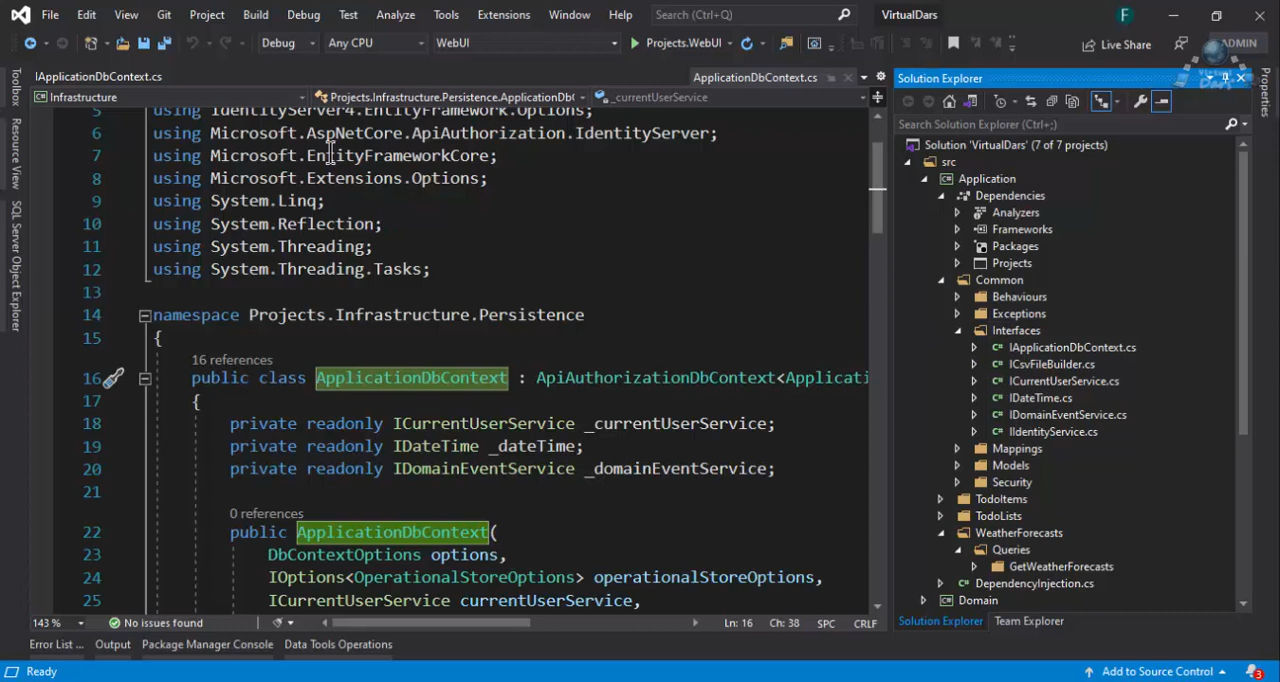 File Edit View Git Project Build Debug Test Analyze Tools Extensions Window Help Search (Ctrl+Q) VirtualDars F
Debug Any CPU WebUI Projects.WebUI Live Share ADMIN
IApplicationDbContext.cs ApplicationDbContext.cs
Infrastructure Projects.Infrastructure.Persistence.ApplicationDb( _currentUserService
5 using IdentityServer4.EntityFramework.Options;
6 using Microsoft.AspNetCore.ApiAuthorization.IdentityServer;
7 using Microsoft.EntityFrameworkCore;
8 using Microsoft.Extensions.Options;
9 using System.Linq;
10 using System.Reflection;
11 using System.Threading;
12 using System.Threading.Tasks;
13
14 namespace Projects.Infrastructure.Persistence
15 {
16 references
16 public class ApplicationDbContext : ApiAuthorizationDbContext<Applicati
17 {
18 private readonly ICurrentUserService _currentUserService;
19 private readonly IDateTime _dateTime;
20 private readonly IDomainEventService _domainEventService;
21
0 references
22 public ApplicationDbContext(
23 DbContextOptions options,
24 IOptions<OperationalStoreOptions> operationalStoreOptions,
25 ICurrentUserService currentUserService,
143 % No issues found Ln: 16 Ch: 38 SPC CRLF
Error List ... Output Package Manager Console Data Tools Operations
Ready Add to Source Control 3
Toolbox
Resource View
SQL Server Object Explorer
Solution Explorer
Search Solution Explorer (Ctrl+;)
Solution 'VirtualDars' (7 of 7 projects)
src
Application
Dependencies
Analyzers
Frameworks
Packages
Projects
Common
Behaviours
Exceptions
Interfaces
IApplicationDbContext.cs
ICsvFileBuilder.cs
ICurrentUserService.cs
IDateTime.cs
IDomainEventService.cs
IIdentityService.cs
Mappings
Models
Security
TodoItems
TodoLists
WeatherForecasts
Queries
GetWeatherForecasts
DependencyInjection.cs
Domain
Solution Explorer Team Explorer
Properties